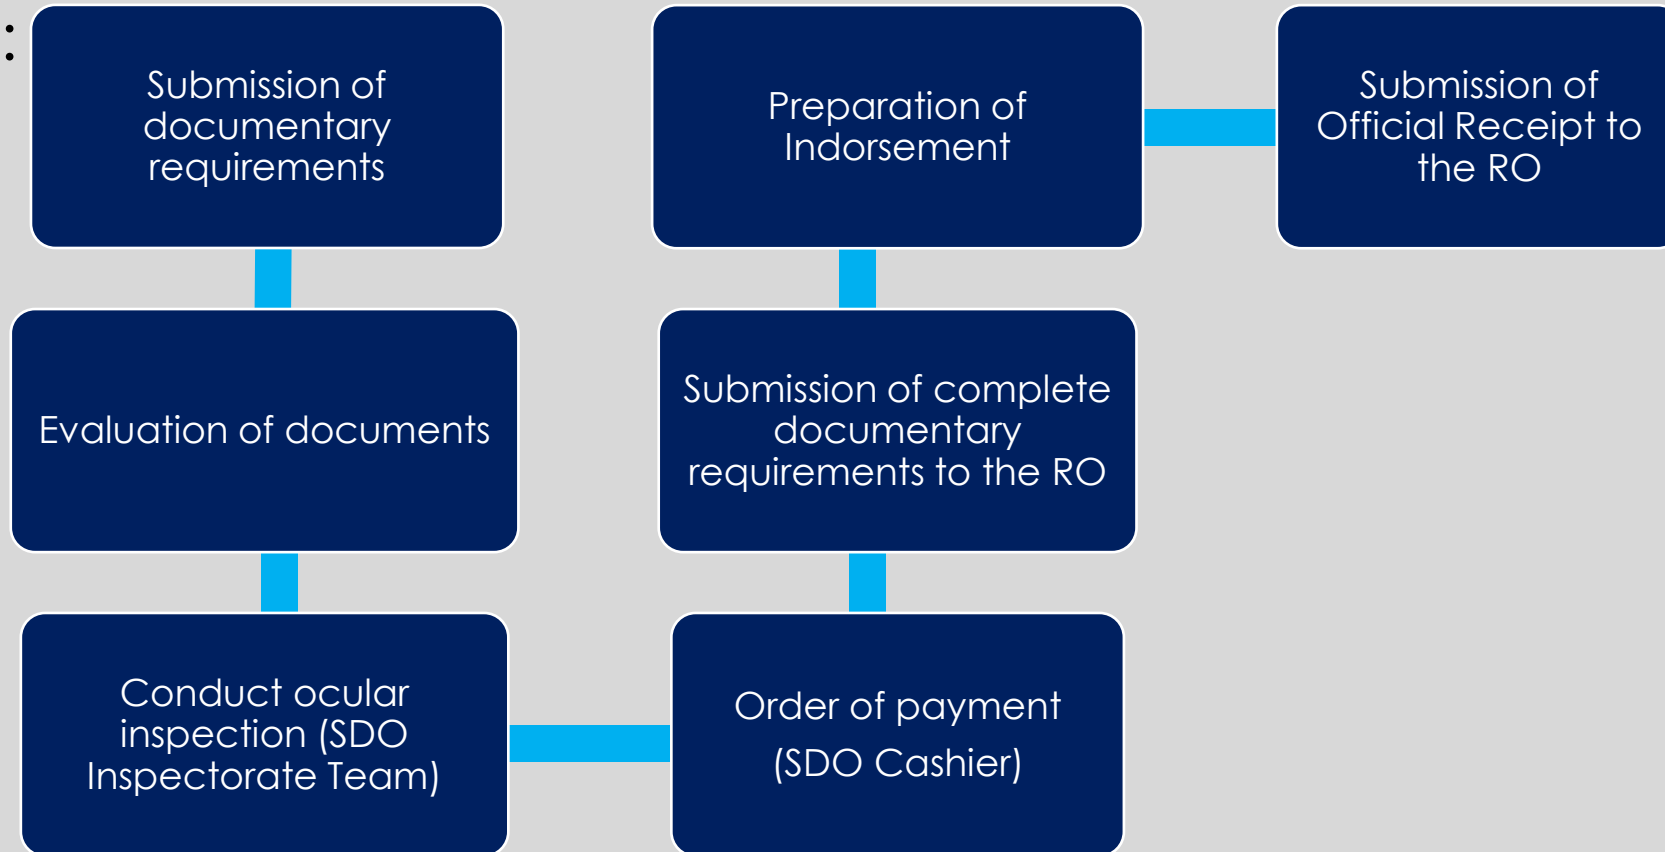 Submission of
documentary
requirements
Evaluation of documents
Conduct ocular
inspection (SDO
Inspectorate Team)
Order of payment
(SDO Cashier)
Submission of complete
documentary
requirements to the RO
Preparation of
Indorsement
Submission of
Official Receipt to
the RO